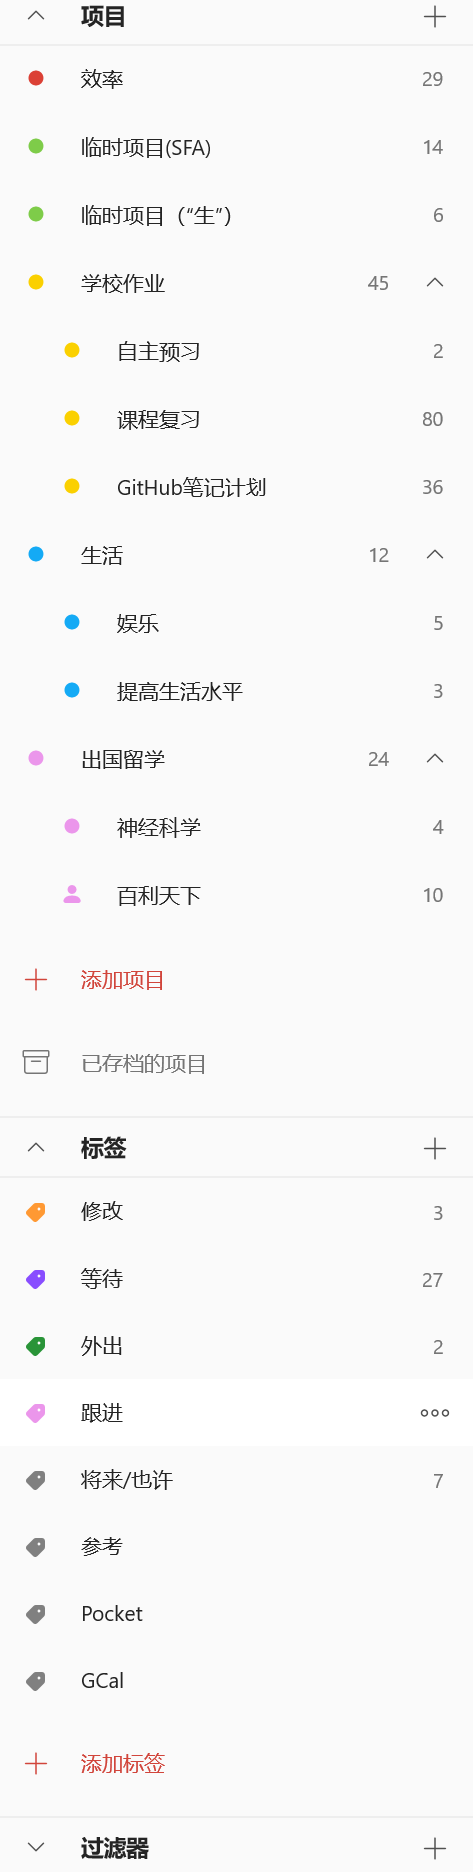 项目
效率 29
临时项目(SFA) 14
临时项目（“生”） 6
学校作业 45
自主预习 2
课程复习 80
GitHub笔记计划 36
生活 12
娱乐 5
提高生活水平 3
出国留学 24
神经科学 4
百利天下 10
添加项目
已存档的项目
标签
修改 3
等待 27
外出 2
跟进
将来/也许 7
参考
Pocket
GCal
添加标签
过滤器